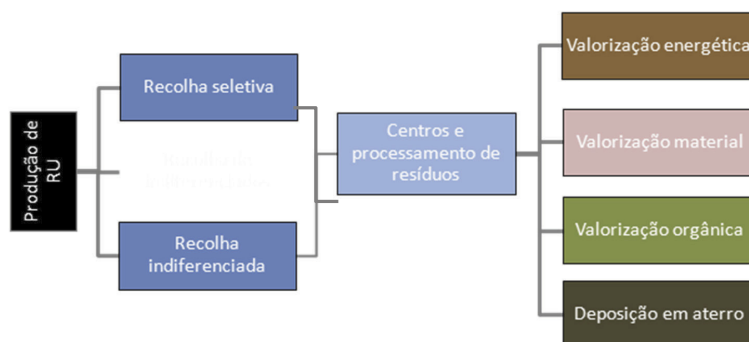 Produção de
RU
Recolha seletiva
Recolha
indiferenciada
Centros e
processamento de
resíduos
Valorização energética
Valorização material
Valorização orgânica
Deposição em aterro